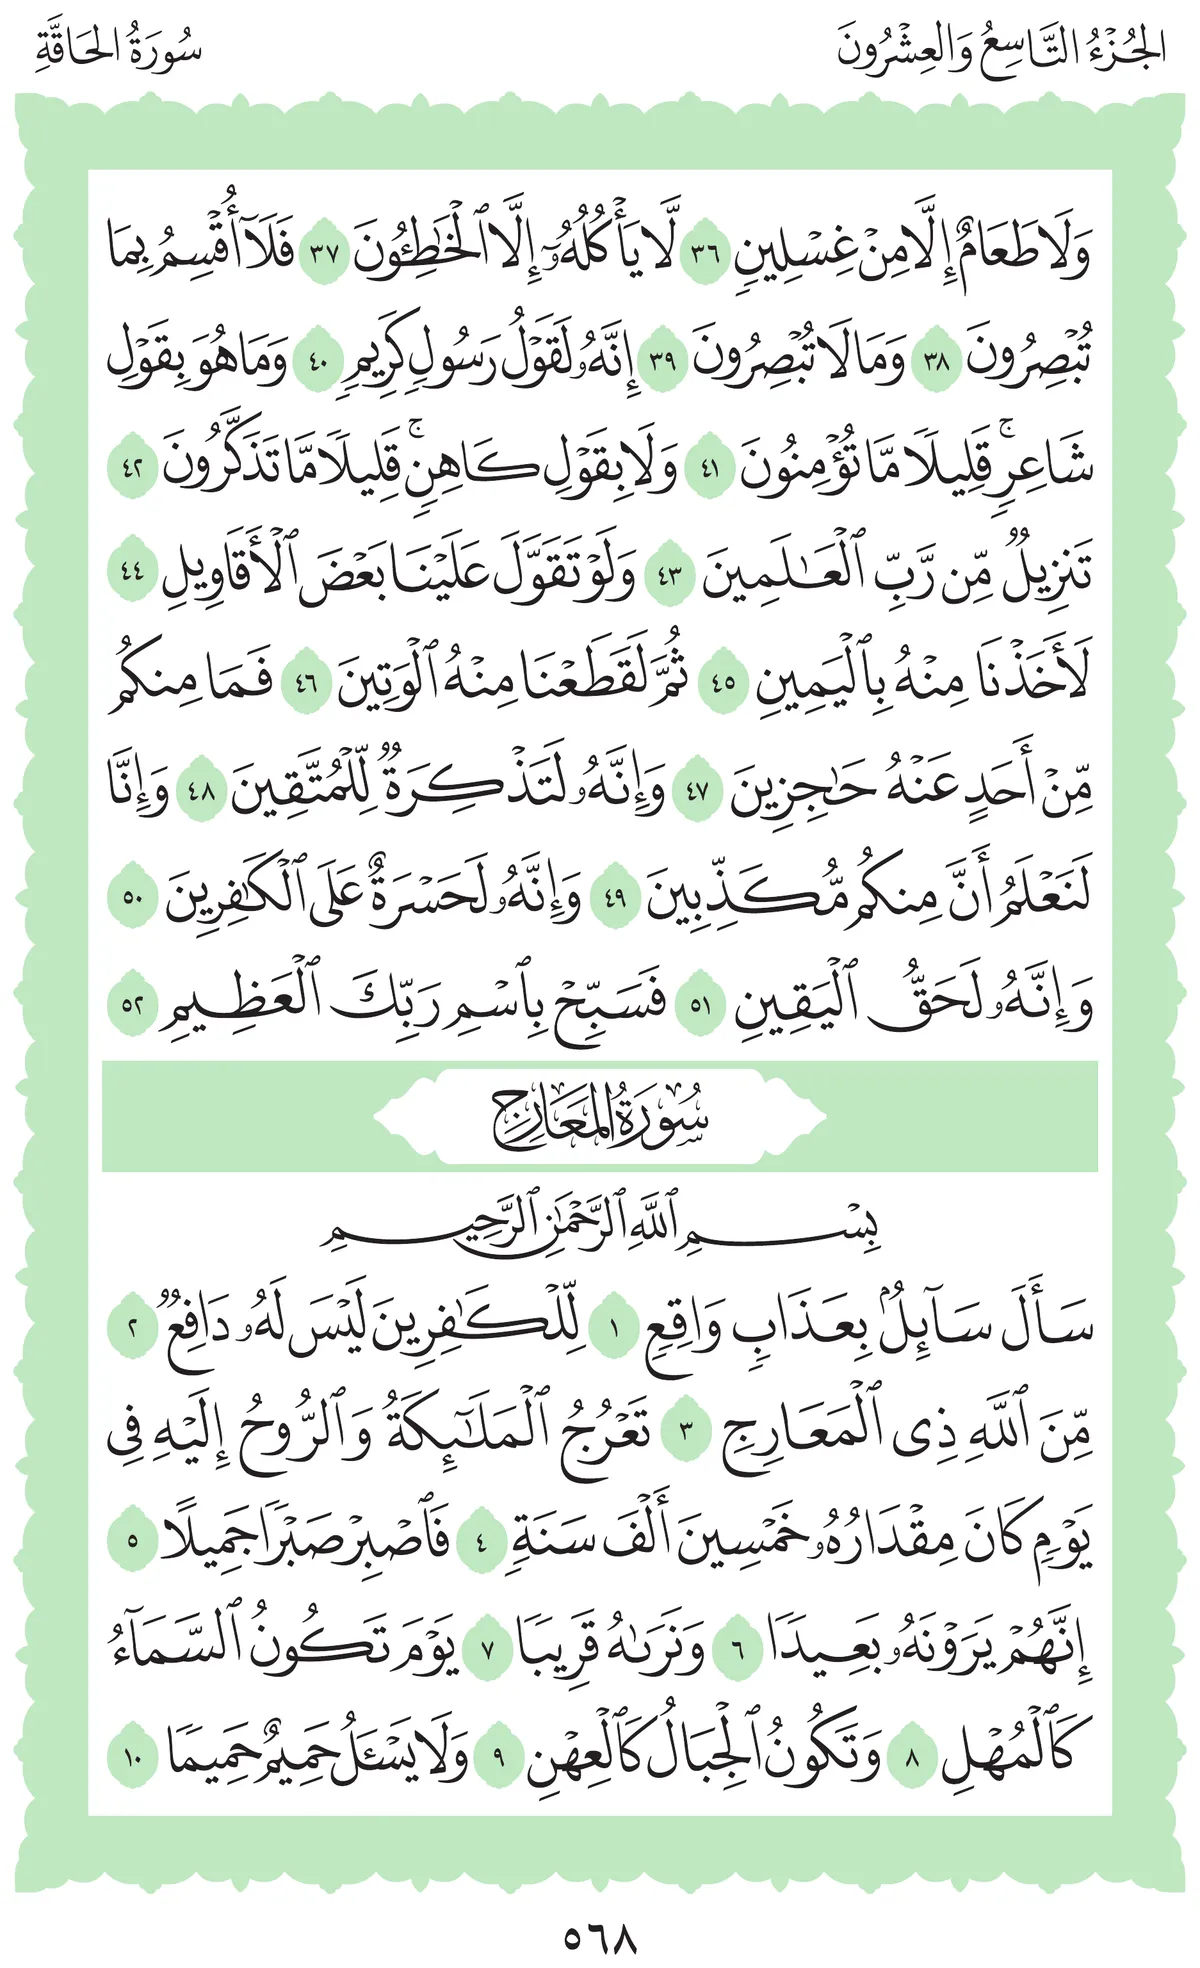 الجُزْءُ التَّاسِعُ وَالعِشْرُونَ
سُورَةُ الحَاقَّةِ
وَلَا طَعَامٌ إِلَّا مِنْ غِسْلِينٍ ٣٦ لَّا يَأْكُلُهُۥٓ إِلَّا ٱلْخَٰطِـُٔونَ ٣٧ فَلَآ أُقْسِمُ بِمَا
تُبْصِرُونَ ٣٨ وَمَا لَا تُبْصِرُونَ ٣٩ إِنَّهُۥ لَقَوْلُ رَسُولٍ كَرِيمٍ ٤٠ وَمَا هُوَ بِقَوْلِ
شَاعِرٍ ۚ قَلِيلًا مَّا تُؤْمِنُونَ ٤١ وَلَا بِقَوْلِ كَاهِنٍ ۚ قَلِيلًا مَّا تَذَكَّرُونَ ٤٢
تَنزِيلٌ مِّن رَّبِّ ٱلْعَٰلَمِينَ ٤٣ وَلَوْ تَقَوَّلَ عَلَيْنَا بَعْضَ ٱلْأَقَاوِيلِ ٤٤
لَأَخَذْنَا مِنْهُ بِٱلْيَمِينِ ٤٥ ثُمَّ لَقَطَعْنَا مِنْهُ ٱلْوَتِينَ ٤٦ فَمَا مِنكُم
مِّنْ أَحَدٍ عَنْهُ حَٰجِزِينَ ٤٧ وَإِنَّهُۥ لَتَذْكِرَةٌ لِّلْمُتَّقِينَ ٤٨ وَإِنَّا
لَنَعْلَمُ أَنَّ مِنكُم مُّكَذِّبِينَ ٤٩ وَإِنَّهُۥ لَحَسْرَةٌ عَلَى ٱلْكَٰفِرِينَ ٥٠
وَإِنَّهُۥ لَحَقُّ ٱلْيَقِينِ ٥١ فَسَبِّحْ بِٱسْمِ رَبِّكَ ٱلْعَظِيمِ ٥٢
سُورَةُ المَعَارِجِ
بِسْمِ ٱللَّهِ ٱلرَّحْمَٰنِ ٱلرَّحِيمِ
سَأَلَ سَآئِلٌۢ بِعَذَابٍ وَاقِعٍ ١ لِّلْكَٰفِرِينَ لَيْسَ لَهُۥ دَافِعٌ ٢
مِّنَ ٱللَّهِ ذِى ٱلْمَعَارِجِ ٣ تَعْرُجُ ٱلْمَلَٰٓئِكَةُ وَٱلرُّوحُ إِلَيْهِ فِى
يَوْمٍ كَانَ مِقْدَارُهُۥ خَمْسِينَ أَلْفَ سَنَةٍ ٤ فَٱصْبِرْ صَبْرًا جَمِيلًا ٥
إِنَّهُمْ يَرَوْنَهُۥ بَعِيدًا ٦ وَنَرَىٰهُ قَرِيبًا ٧ يَوْمَ تَكُونُ ٱلسَّمَآءُ
كَٱلْمُهْلِ ٨ وَتَكُونُ ٱلْجِبَالُ كَٱلْعِهْنِ ٩ وَلَا يَسْـَٔلُ حَمِيمٌ حَمِيمًا ١٠
٥٦٨